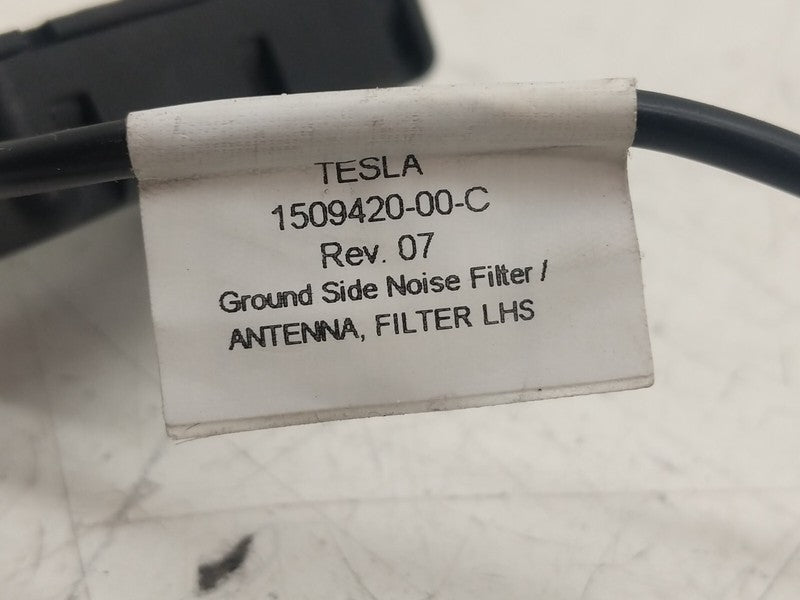 TESLA
1509420-00-C
Rev. 07
Ground Side Noise Filter /
ANTENNA, FILTER LHS